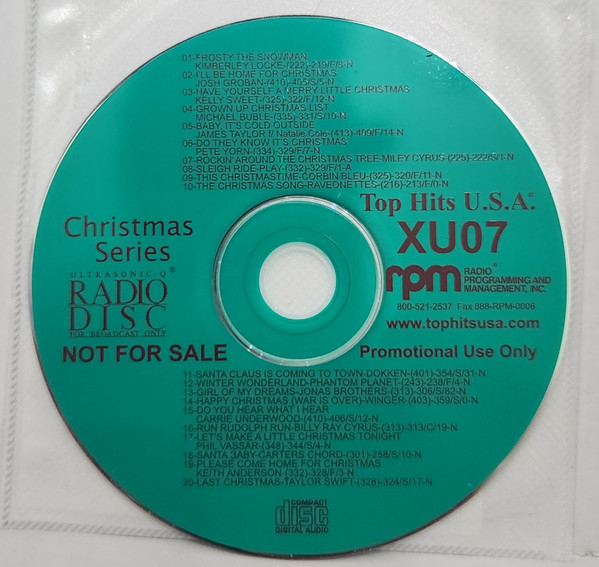 01-FROSTY THE SNOWMAN
KIMBERLEY LOCKE-(222)-219/F/8-N
02-I'LL BE HOME FOR CHRISTMAS
JOSH GROBAN-(410)-405/S/5-N
03-HAVE YOURSELF A MERRY LITTLE CHRISTMAS
KELLY SWEET-(325)-322/F/12-N
04-GROWN UP CHRISTMAS LIST
MICHAEL BUBLE-(335)-331/S/10-N
05-BABY, IT'S COLD OUTSIDE
JAMES TAYLOR f/ Natalie Cole-(413)-409/F/14-N
06-DO THEY KNOW IT'S CHRISTMAS
PETE YORN-(334)-329/F/7-N
07-ROCKIN' AROUND THE CHRISTMAS TREE-MILEY CYRUS-(225)-222/S/1-N
08-SLEIGH RIDE-PLAY-(332)-329/F/1-A
09-THIS CHRISTMASTIME-CORBIN BLEU-(325)-320/F/11-N
10-THE CHRISTMAS SONG-RAVEONETTES-(216)-213/F/0-N
Top Hits U.S.A.
Christmas
Series
XU07
ULTRASONIC-Q®
RADIO
DISC
FOR BROADCAST ONLY
rpm RADIO®
PROGRAMMING AND
MANAGEMENT, INC.
800-521-2537 Fax 888-RPM-0006
www.tophitsusa.com
NOT FOR SALE
Promotional Use Only
11-SANTA CLAUS IS COMING TO TOWN-DOKKEN-(401)-354/S/31-N
12-WINTER WONDERLAND-PHANTOM PLANET-(243)-238/F/4-N
13-GIRL OF MY DREAMS-JONAS BROTHERS-(313)-306/S/82-N
14-HAPPY CHRISTMAS (WAR IS OVER)-WINGER-(403)-359/S/0-N
15-DO YOU HEAR WHAT I HEAR
CARRIE UNDERWOOD-(410)-406/S/12-N
16-RUN RUDOLPH RUN-BILLY RAY CYRUS-(313)-313/C/19-N
17-LET'S MAKE A LITTLE CHRISTMAS TONIGHT
PHIL VASSAR-(348)-344/S/4-N
18-SANTA BABY-CARTERS CHORD-(301)-258/S/10-N
19-PLEASE COME HOME FOR CHRISTMAS
KEITH ANDERSON-(332)-328/F/3-N
20-LAST CHRISTMAS-TAYLOR SWIFT-(328)-324/S/17-N
COMPACT
disc
DIGITAL AUDIO